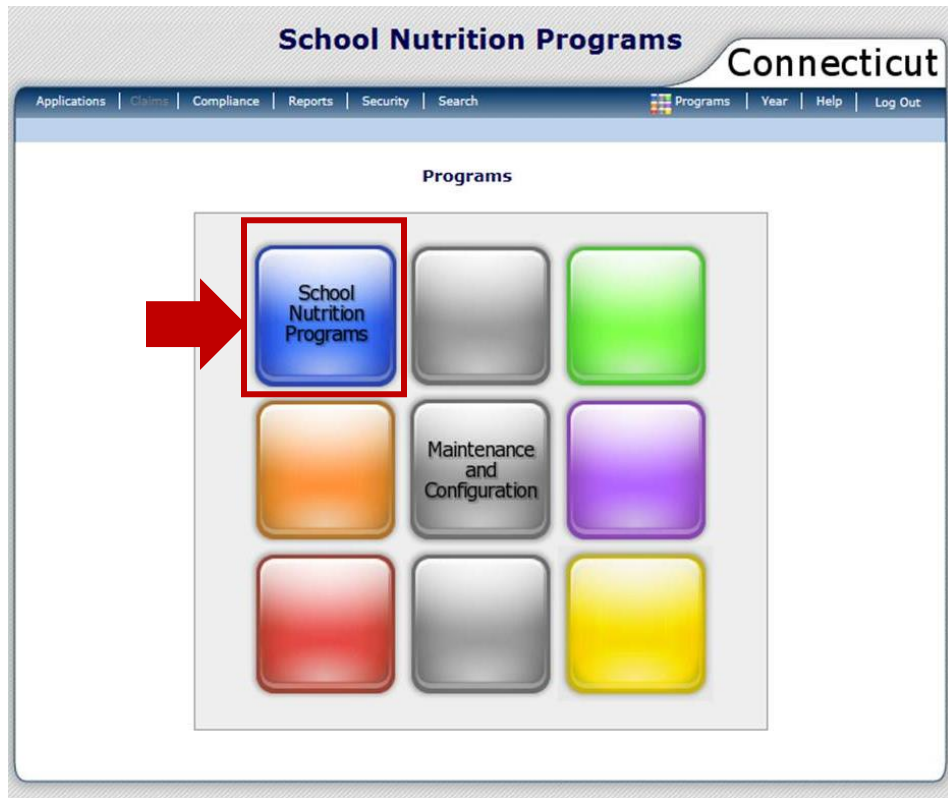 School Nutrition Programs
Connecticut
Applications | Claims | Compliance | Reports | Security | Search Programs | Year | Help | Log Out
Programs
School
Nutrition
Programs
Maintenance
and
Configuration